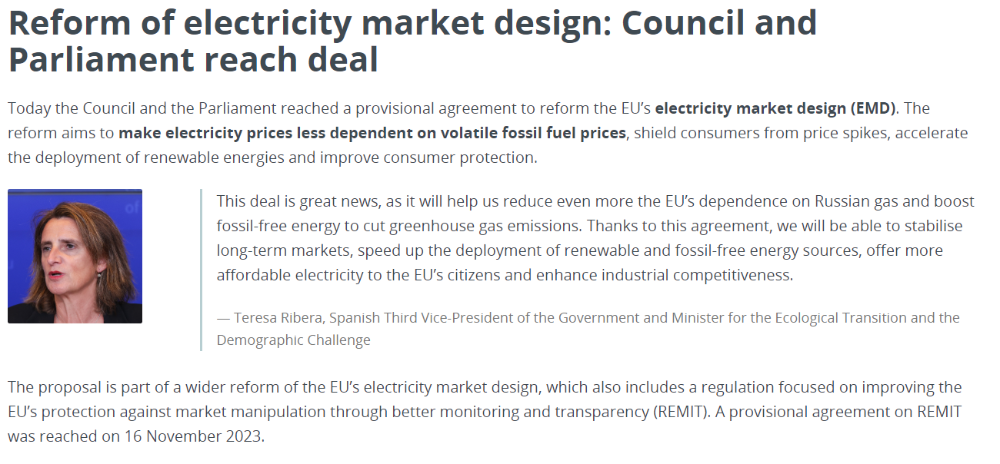 Reform of electricity market design: Council and
Parliament reach deal
Today the Council and the Parliament reached a provisional agreement to reform the EU’s electricity market design (EMD). The
reform aims to make electricity prices less dependent on volatile fossil fuel prices, shield consumers from price spikes, accelerate
the deployment of renewable energies and improve consumer protection.
of
This deal is great news, as it will help us reduce even more the EU’s dependence on Russian gas and boost
fossil-free energy to cut greenhouse gas emissions. Thanks to this agreement, we will be able to stabilise
long-term markets, speed up the deployment of renewable and fossil-free energy sources, offer more
affordable electricity to the EU’s citizens and enhance industrial competitiveness.
— Teresa Ribera, Spanish Third Vice-President of the Government and Minister for the Ecological Transition and the
Demographic Challenge
The proposal is part of a wider reform of the EU’s electricity market design, which also includes a regulation focused on improving the
EU’s protection against market manipulation through better monitoring and transparency (REMIT). A provisional agreement on REMIT
was reached on 16 November 2023.